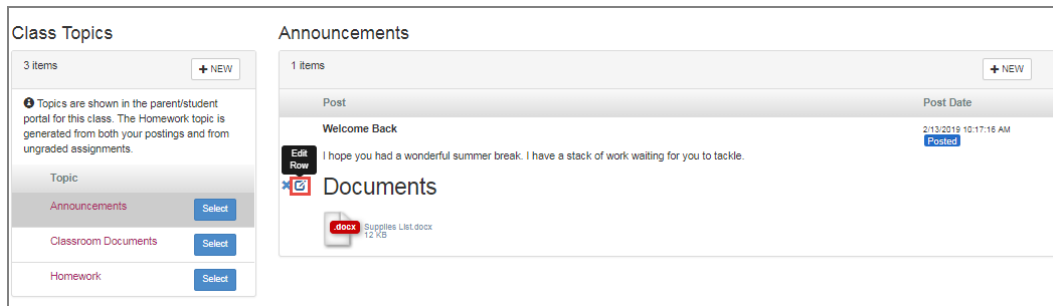 Class Topics
3 items
+ NEW
Topics are shown in the parent/student
portal for this class. The Homework topic is
generated from both your postings and from
ungraded assignments.
Topic
Announcements Select
Classroom Documents Select
Homework Select
Announcements
1 items
+ NEW
Post Post Date
Welcome Back 2/13/2019 10:17:16 AM
Posted
I hope you had a wonderful summer break. I have a stack of work waiting for you to tackle.
Edit
Row
Documents
.docx Supplies List.docx
12 KB